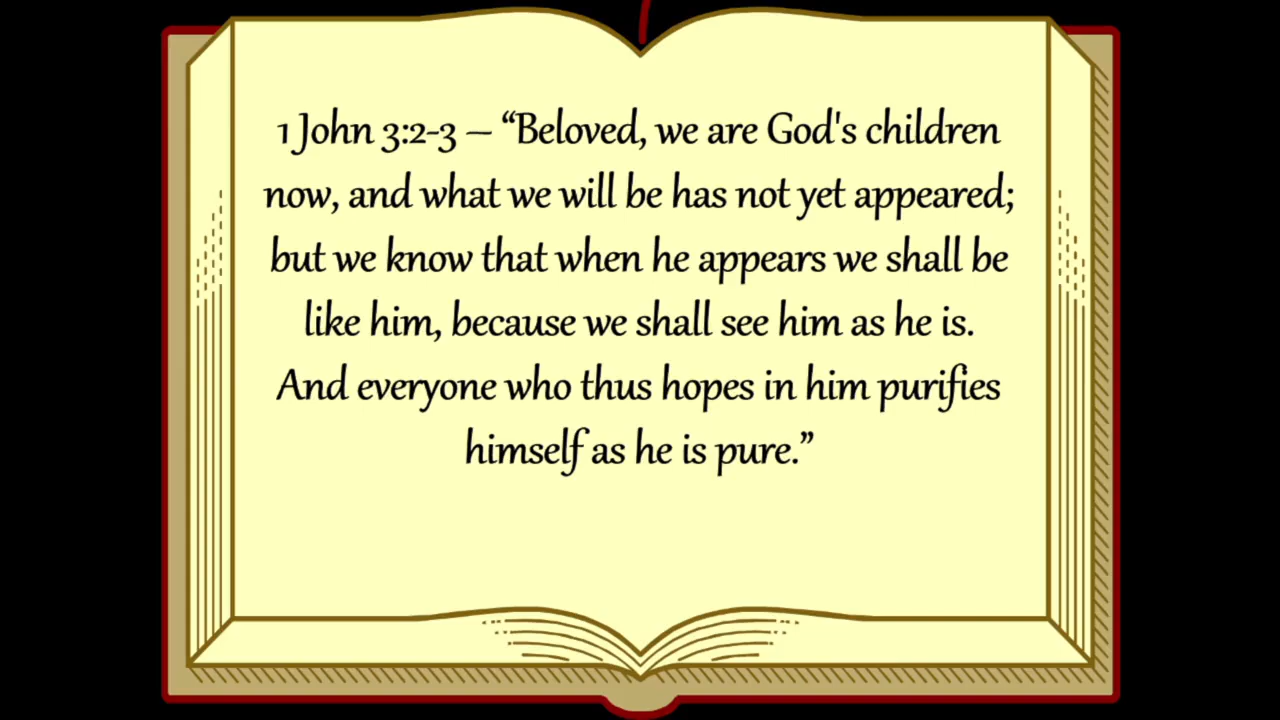 1 John 3:2-3 – “Beloved, we are God's children
now, and what we will be has not yet appeared;
but we know that when he appears we shall be
like him, because we shall see him as he is.
And everyone who thus hopes in him purifies
himself as he is pure.”